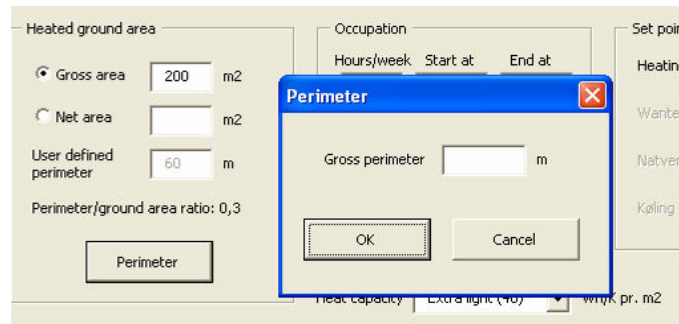 Heated ground area
Occupation
Set poin
Hours/week Start at End at
Heatin
Gross area 200 m2
Perimeter
Net area m2
Wante
User defined
perimeter 60 m
Gross perimeter m
Natver
Perimeter/ground area ratio: 0,3
Køling
OK Cancel
Perimeter
Heat capacity Extra light (40) Wh/K pr. m2